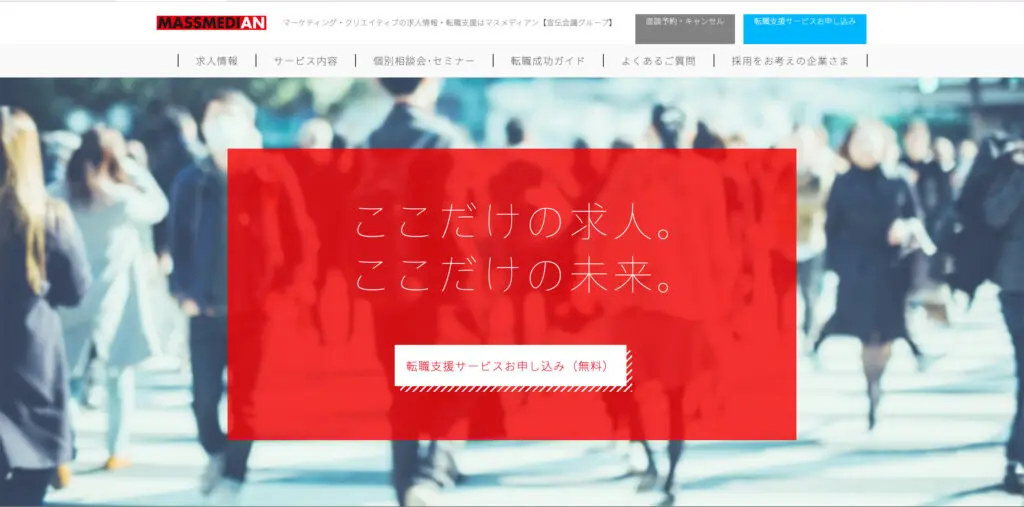 MASSMEDIAN
マーケティング・クリエイティブの求人情報・転職支援はマスメディアン【宣伝会議グループ】
面談予約・キャンセル
転職支援サービスお申し込み
求人情報
サービス内容
個別相談会・セミナー
転職成功ガイド
よくあるご質問
採用をお考えの企業さま
ここだけの求人。
ここだけの未来。
転職支援サービスお申し込み（無料）